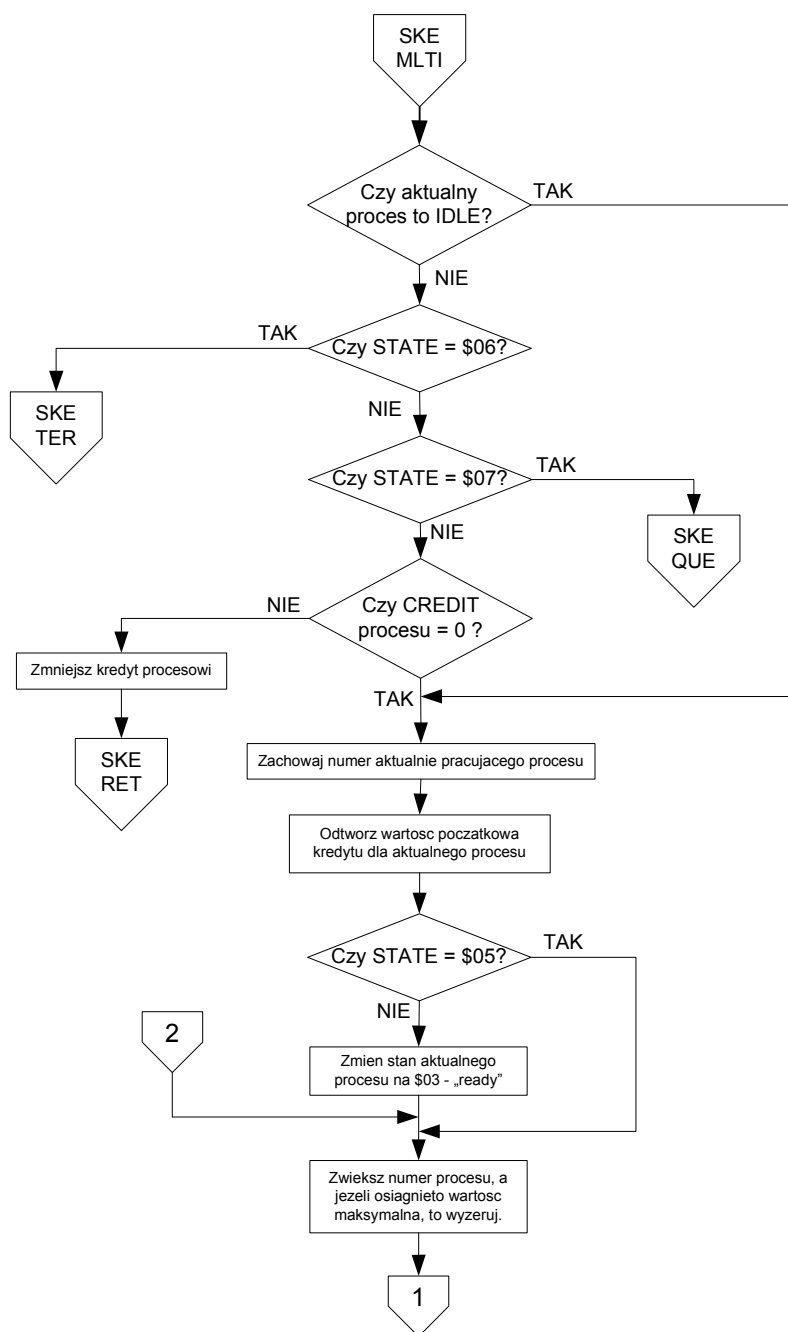 SKE
MLTI
Czy aktualny
proces to IDLE?
TAK
NIE
TAK
Czy STATE = $06?
SKE
TER
NIE
Czy STATE = $07?
TAK
NIE
SKE
QUE
NIE
Czy CREDIT
procesu = 0 ?
Zmniejsz kredyt procesowi
TAK
SKE
RET
Zachowaj numer aktualnie pracujacego procesu
Odtworz wartosc poczatkowa
kredytu dla aktualnego procesu
Czy STATE = $05?
TAK
NIE
2
Zmien stan aktualnego
procesu na $03 - „ready”
Zwieksz numer procesu, a
jezeli osiagnieto wartosc
maksymalna, to wyzeruj.
1